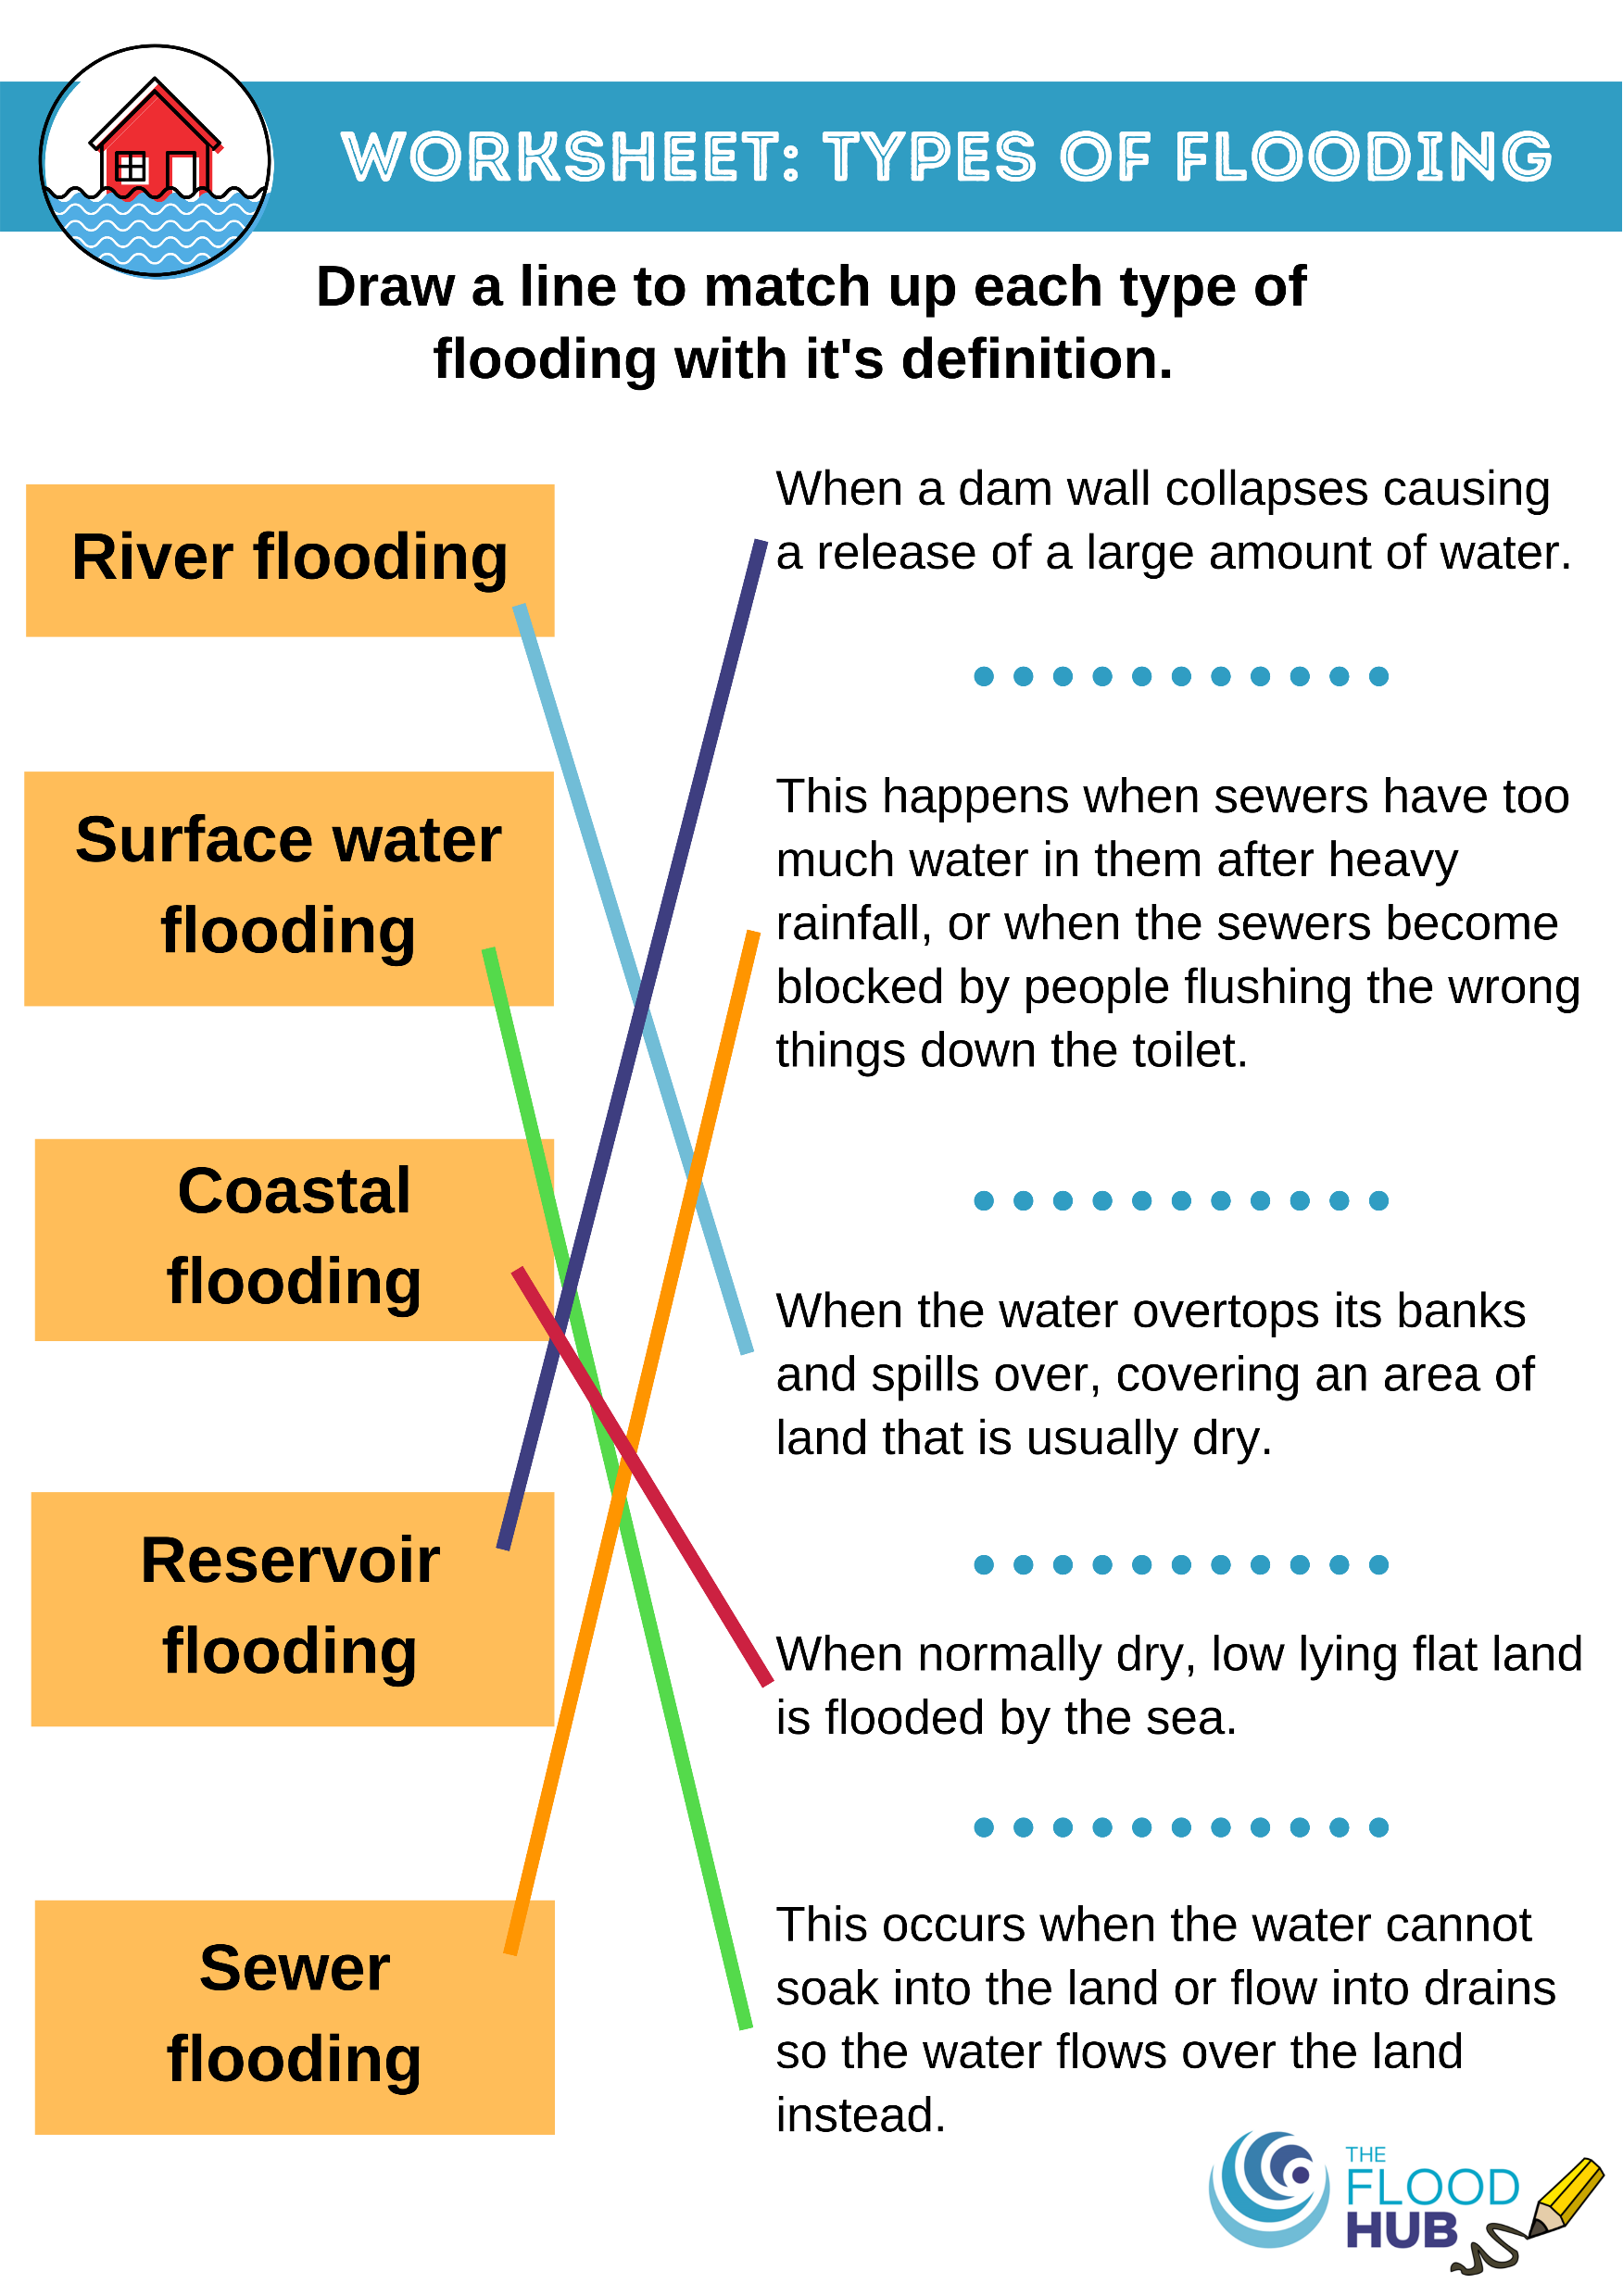 WORKSHEET: TYPES OF FLOODING
Draw a line to match up each type of
flooding with it's definition.
River flooding
Surface water
flooding
Coastal
flooding
Reservoir
flooding
Sewer
flooding
When a dam wall collapses causing
a release of a large amount of water.
This happens when sewers have too
much water in them after heavy
rainfall, or when the sewers become
blocked by people flushing the wrong
things down the toilet.
When the water overtops its banks
and spills over, covering an area of
land that is usually dry.
When normally dry, low lying flat land
is flooded by the sea.
This occurs when the water cannot
soak into the land or flow into drains
so the water flows over the land
instead.
THE
FLOOD
HUB